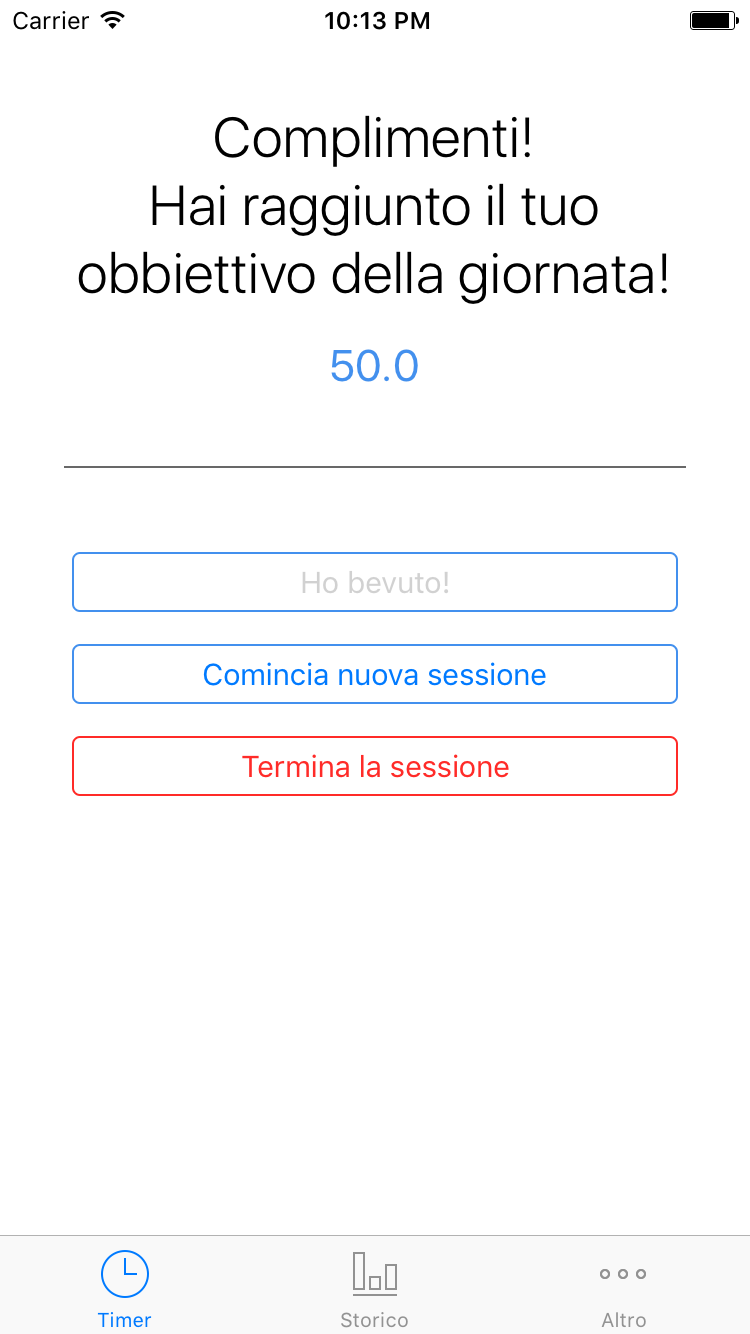 Carrier 10:13 PM
Complimenti!
Hai raggiunto il tuo
obbiettivo della giornata!
50.0
Ho bevuto!
Comincia nuova sessione
Termina la sessione
Timer Storico Altro